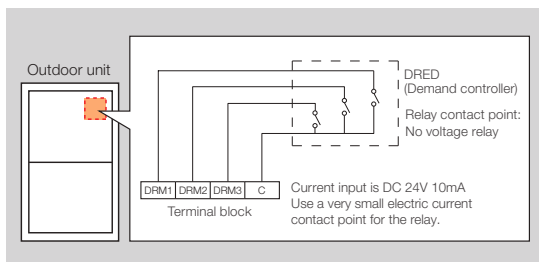 Outdoor unit
DRED
(Demand controller)
Relay contact point:
No voltage relay
DRM1 DRM2 DRM3 C
Terminal block
Current input is DC 24V 10mA
Use a very small electric current
contact point for the relay.